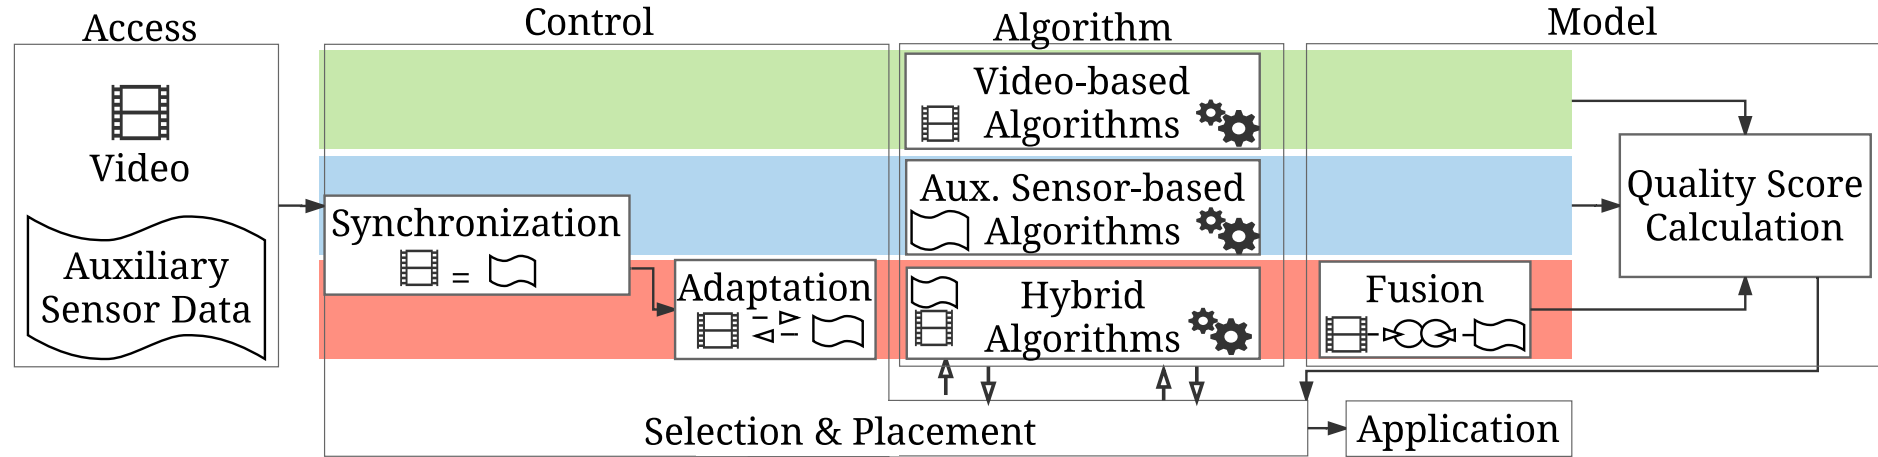 Access
Control
Algorithm
Model
Video
Auxiliary
Sensor Data
Synchronization
=
Adaptation
Video-based
Algorithms
Aux. Sensor-based
Algorithms
Hybrid
Algorithms
Fusion
Quality Score
Calculation
Selection & Placement
Application